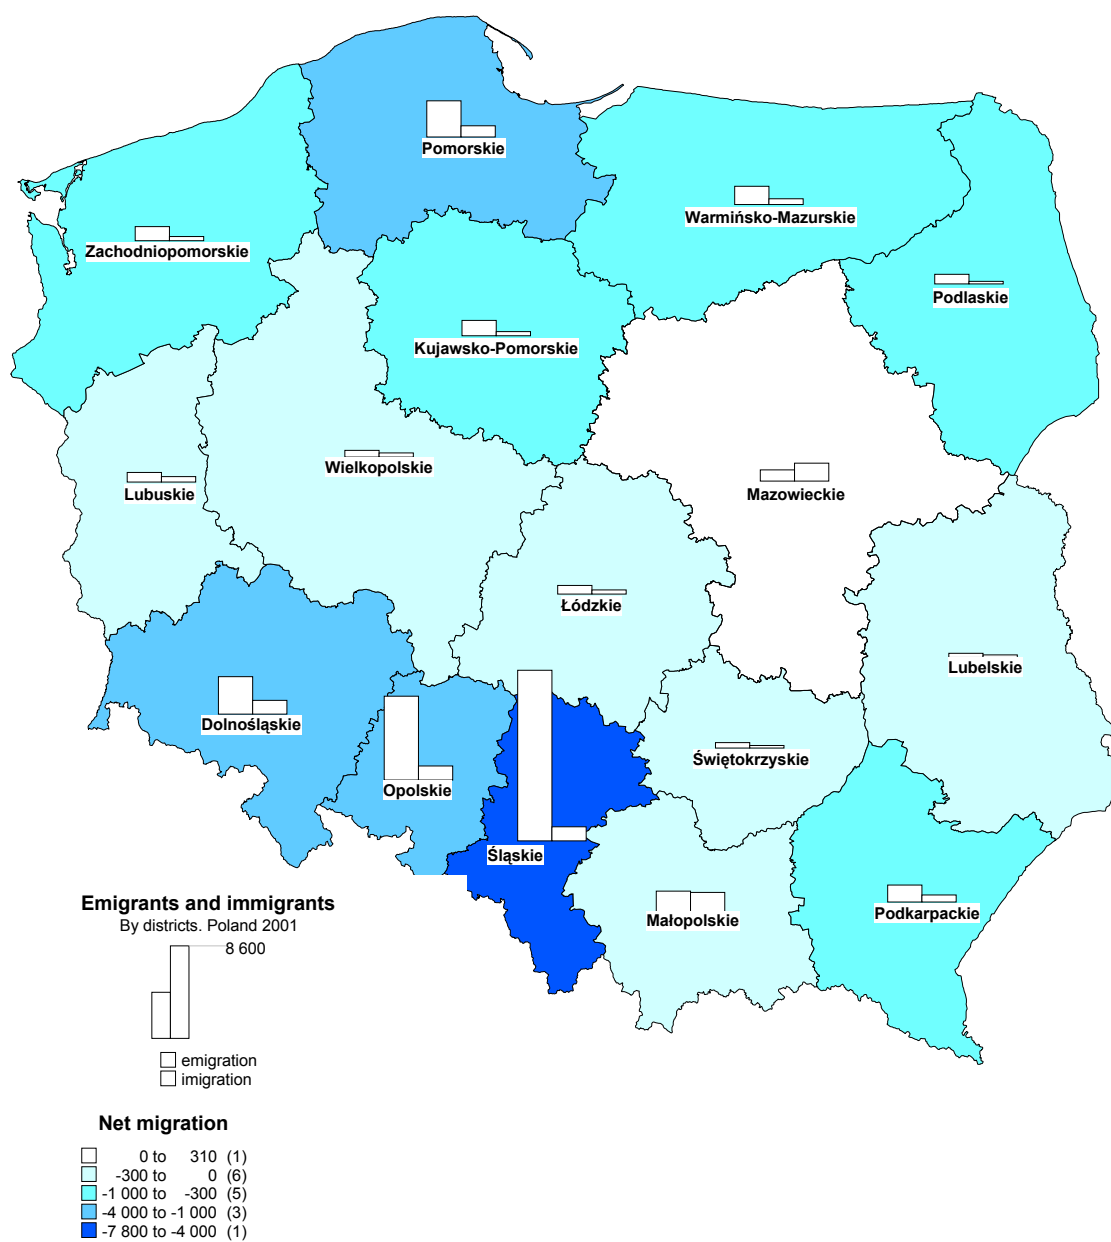 Pomorskie
Warmińsko-Mazurskie
Zachodniopomorskie
Podlaskie
Kujawsko-Pomorskie
Wielkopolskie
Lubuskie
Mazowieckie
Łódzkie
Lubelskie
Dolnośląskie
Świętokrzyskie
Opolskie
Śląskie
Małopolskie
Podkarpackie
Emigrants and immigrants
By districts. Poland 2001
8 600
emigration
imigration
Net migration
0 to 310 (1)
-300 to 0 (6)
-1 000 to -300 (5)
-4 000 to -1 000 (3)
-7 800 to -4 000 (1)